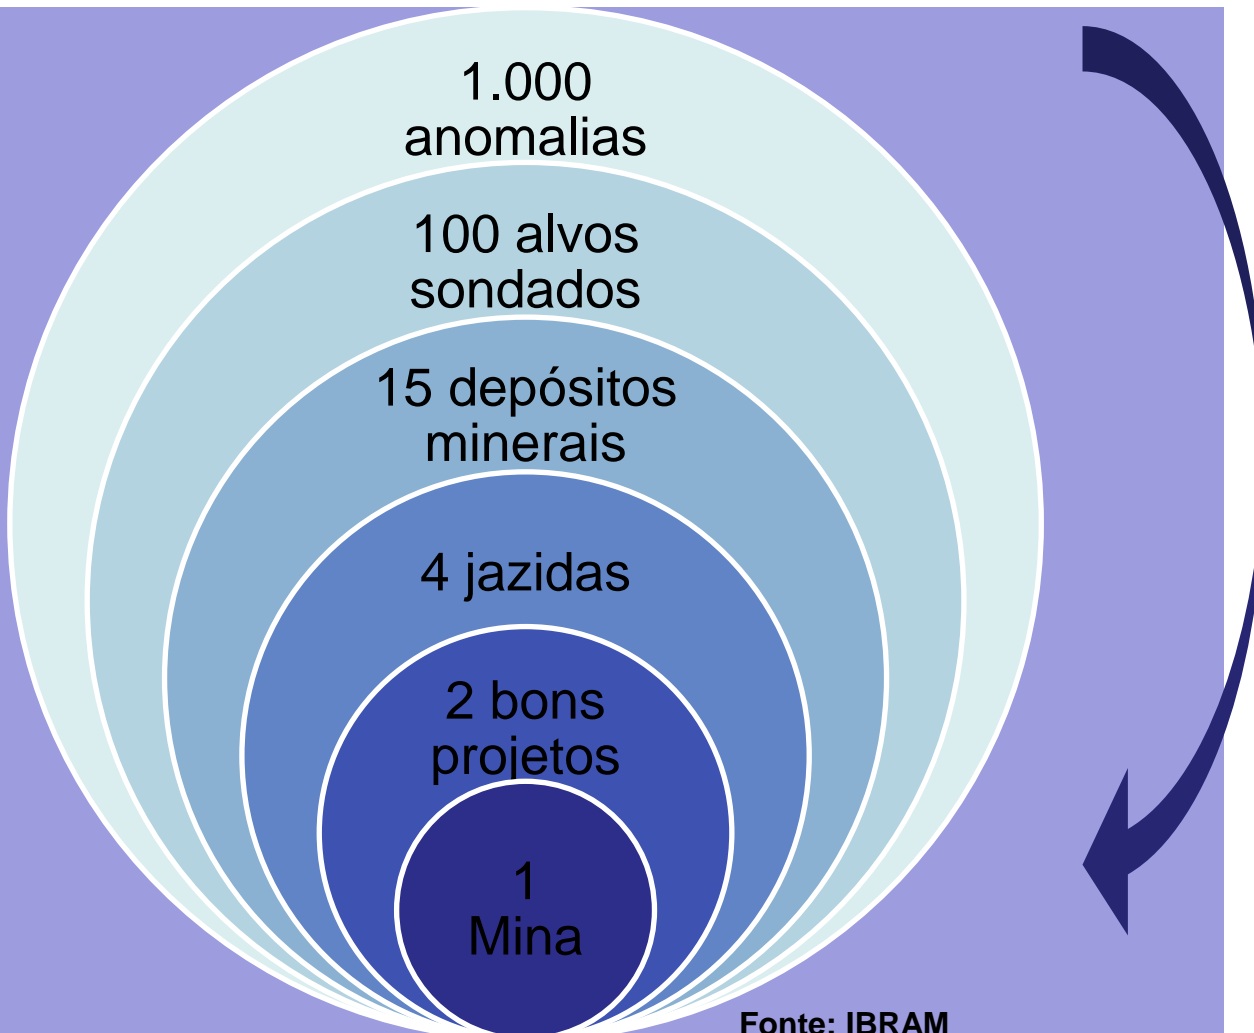 1.000
anomalias
100 alvos
sondados
15 depósitos
minerais
4 jazidas
2 bons
projetos
1
Mina
Fonte: IBRAM